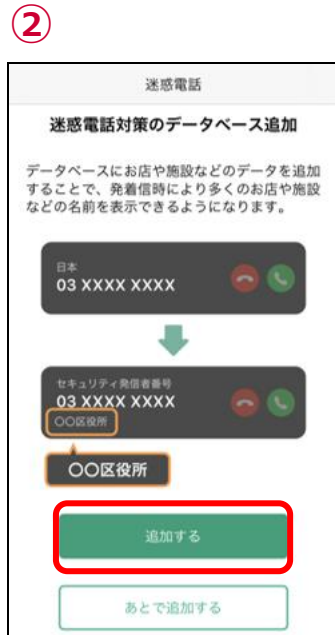 ②
迷惑電話
迷惑電話対策のデータベース追加
データベースにお店や施設などのデータを追加
することで、発着信時により多くのお店や施設
などの名前を表示できるようになります。
日本
03 XXXX XXXX
セキュリティ発信者番号
03 XXXX XXXX
〇〇区役所
〇〇区役所
追加する
あとで追加する